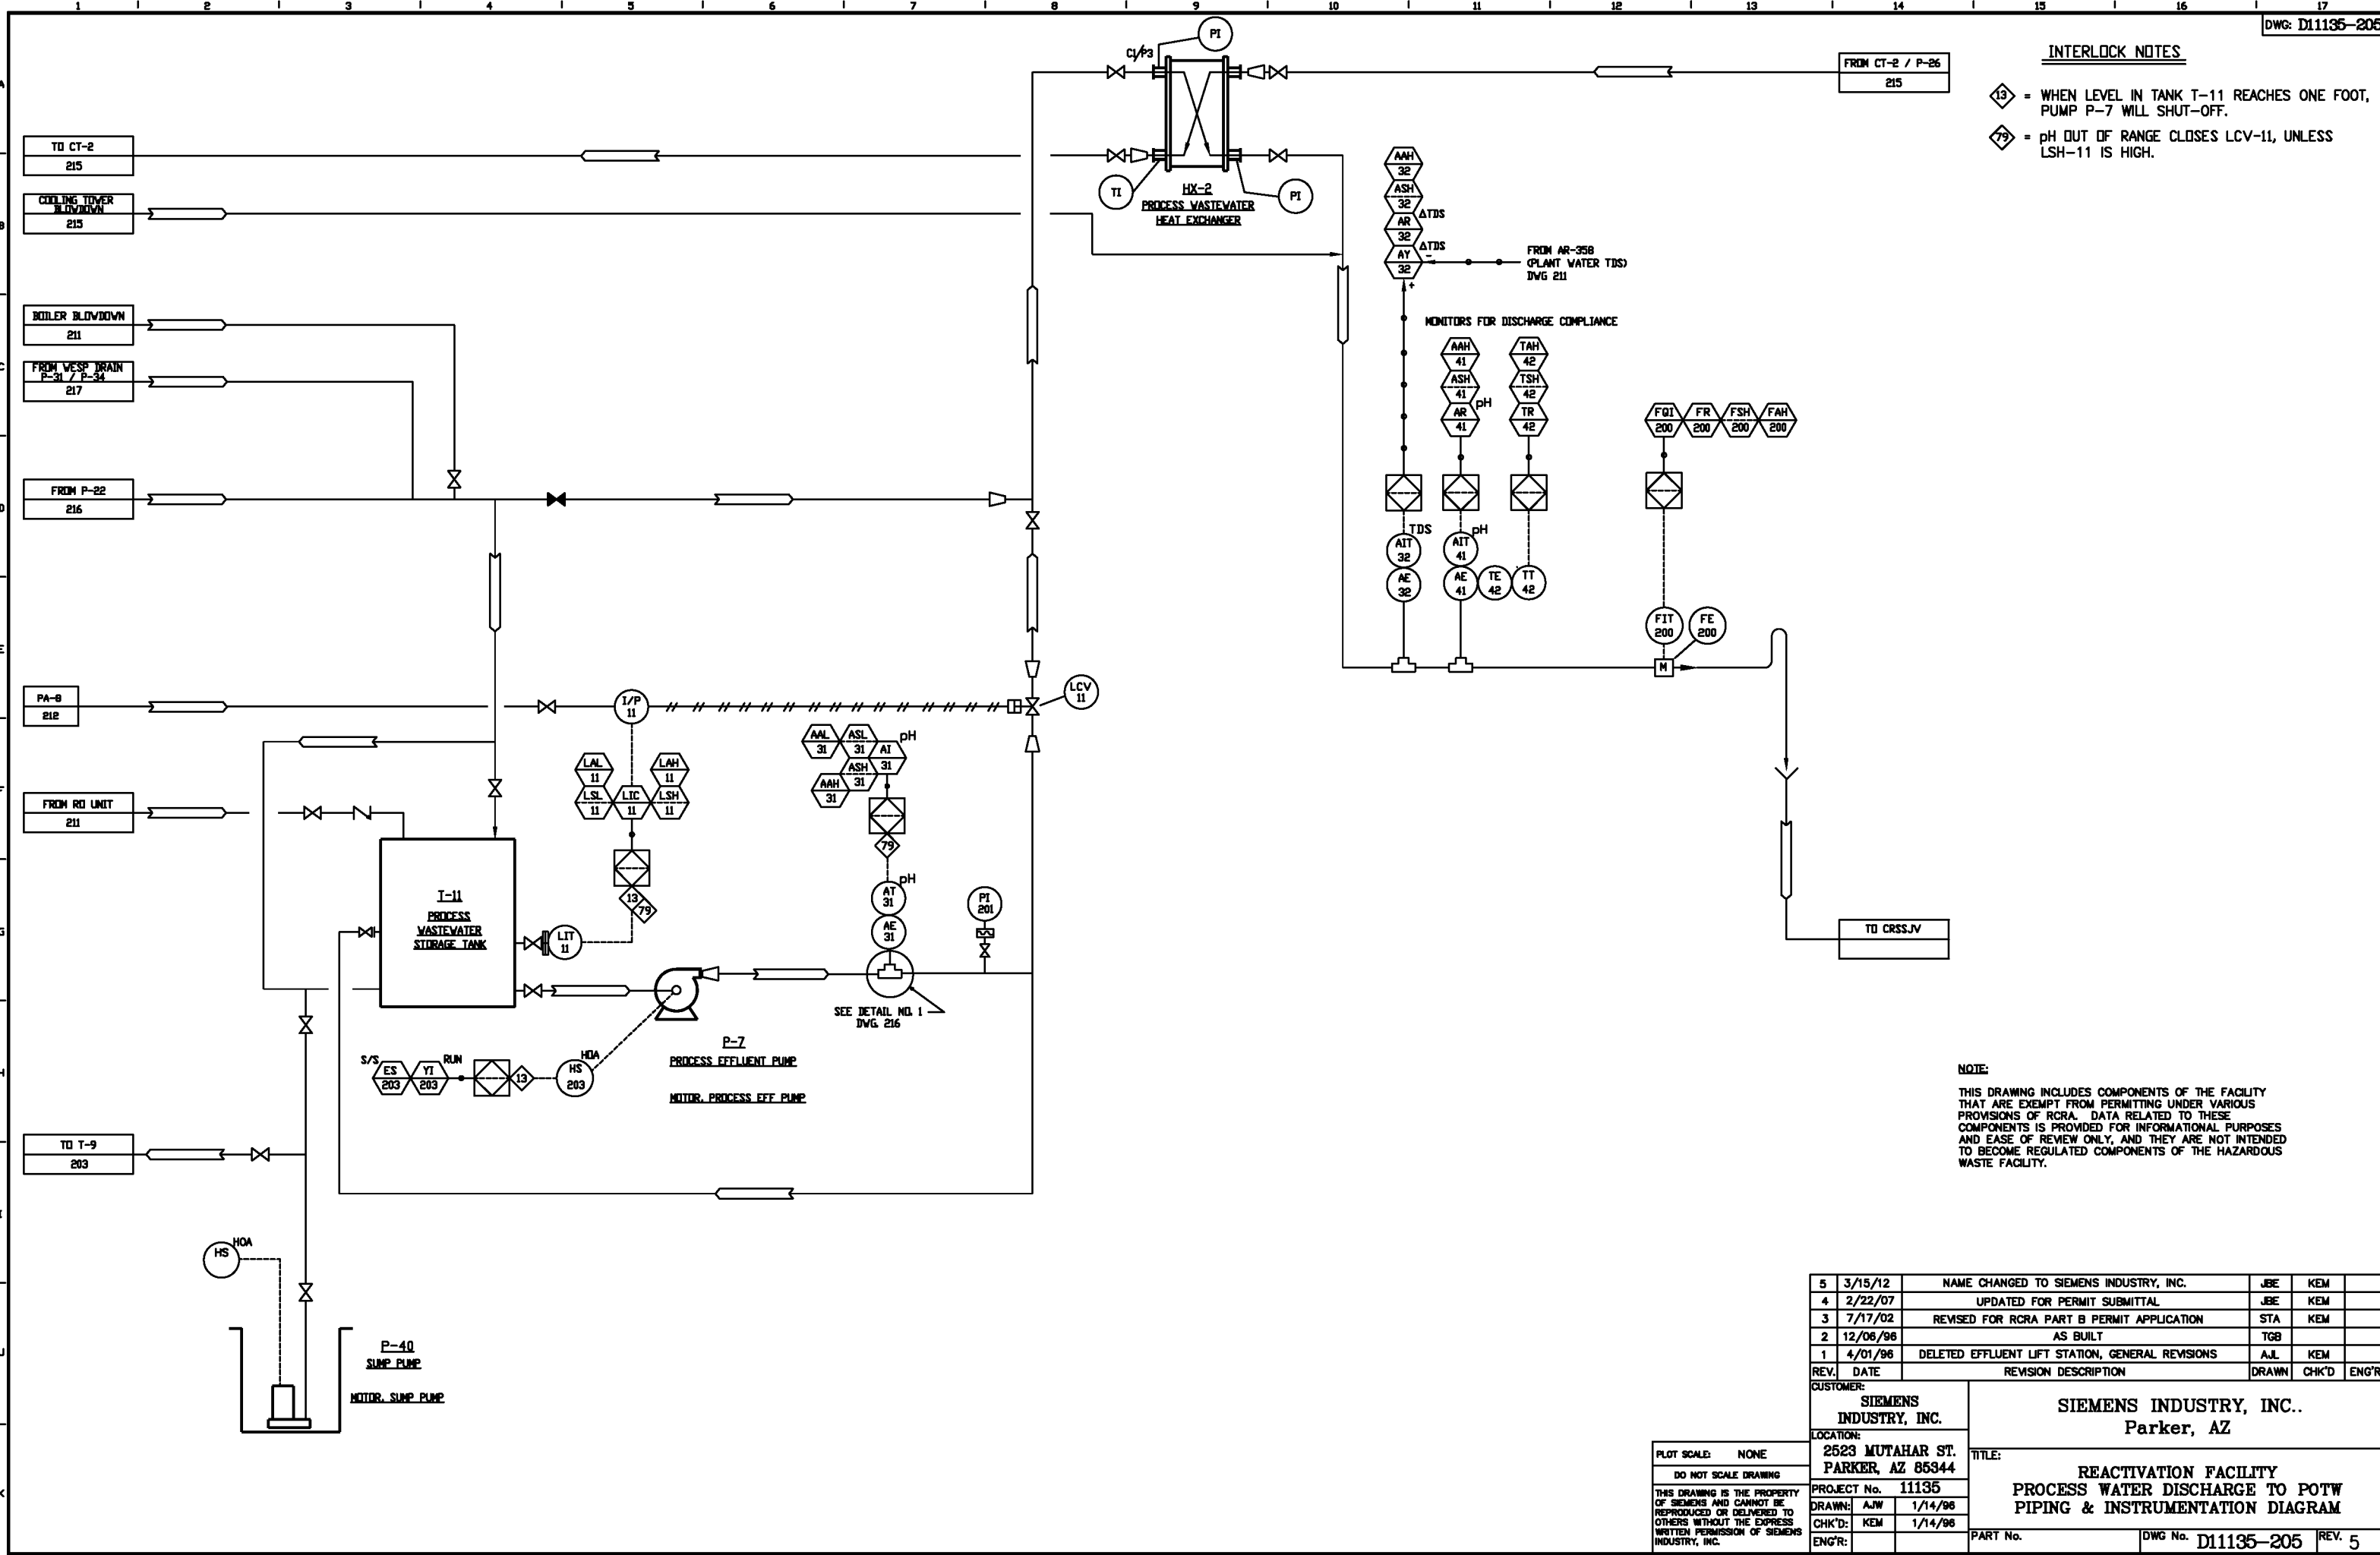 1 2 3 4 5 6 7 8 9 10 11 12 13 14 15 16 17
DWG: D11135-205
INTERLOCK NOTES
13 = WHEN LEVEL IN TANK T-11 REACHES ONE FOOT,
PUMP P-7 WILL SHUT-OFF.
79 = pH OUT OF RANGE CLOSES LCV-11, UNLESS
LSH-11 IS HIGH.
A
B
C
D
E
F
G
H
I
J
K
TO CT-2
215
COOLING TOWER
BLOWDOWN
215
BOILER BLOWDOWN
211
FROM WESP DRAIN
P-31 / P-34
217
FROM P-22
216
PA-8
212
FROM RO UNIT
211
TO T-9
203
C1/P3
PI
TI
PI
HX-2
PROCESS WASTEWATER
HEAT EXCHANGER
FROM CT-2 / P-26
215
AAH
32
ASH
32
ΔTDS
AR
32
ΔTDS
AY
32
-
+
FROM AR-35B
(PLANT WATER TDS)
DWG 211
MONITORS FOR DISCHARGE COMPLIANCE
AAH
41
ASH
41
pH
AR
41
TAH
42
TSH
42
TR
42
FQI
200
FR
200
FSH
200
FAH
200
TDS
AIT
32
AE
32
pH
AIT
41
AE
41
TE
42
TT
42
FIT
200
FE
200
M
I/P
11
LCV
11
LAL
11
LAH
11
LSL
11
LIC
11
LSH
11
13
79
LIT
11
AAL
31
ASL
31
pH
AI
31
ASH
31
AAH
31
79
pH
AT
31
AE
31
PI
201
T-11
PROCESS
WASTEWATER
STORAGE TANK
SEE DETAIL NO. 1
DWG. 216
P-7
PROCESS EFFLUENT PUMP
MOTOR, PROCESS EFF PUMP
S/S
ES
203
RUN
YI
203
13
HOA
HS
203
TO CRSSJV
HS
HOA
P-40
SUMP PUMP
MOTOR, SUMP PUMP
NOTE:
THIS DRAWING INCLUDES COMPONENTS OF THE FACILITY
THAT ARE EXEMPT FROM PERMITTING UNDER VARIOUS
PROVISIONS OF RCRA. DATA RELATED TO THESE
COMPONENTS IS PROVIDED FOR INFORMATIONAL PURPOSES
AND EASE OF REVIEW ONLY, AND THEY ARE NOT INTENDED
TO BECOME REGULATED COMPONENTS OF THE HAZARDOUS
WASTE FACILITY.
5 3/15/12 NAME CHANGED TO SIEMENS INDUSTRY, INC. JBE KEM
4 2/22/07 UPDATED FOR PERMIT SUBMITTAL JBE KEM
3 7/17/02 REVISED FOR RCRA PART B PERMIT APPLICATION STA KEM
2 12/06/96 AS BUILT TGB
1 4/01/96 DELETED EFFLUENT LIFT STATION, GENERAL REVISIONS AJL KEM
REV. DATE REVISION DESCRIPTION DRAWN CHK'D ENG'R
CUSTOMER:
SIEMENS
INDUSTRY, INC.
LOCATION:
2523 MUTAHAR ST.
PARKER, AZ 85344
PROJECT No. 11135
DRAWN: AJW 1/14/96
CHK'D: KEM 1/14/96
ENG'R:
SIEMENS INDUSTRY, INC..
Parker, AZ
TITLE:
REACTIVATION FACILITY
PROCESS WATER DISCHARGE TO POTW
PIPING & INSTRUMENTATION DIAGRAM
PART No.
DWG No. D11135-205
REV. 5
PLOT SCALE: NONE
DO NOT SCALE DRAWING
THIS DRAWING IS THE PROPERTY
OF SIEMENS AND CANNOT BE
REPRODUCED OR DELIVERED TO
OTHERS WITHOUT THE EXPRESS
WRITTEN PERMISSION OF SIEMENS
INDUSTRY, INC.